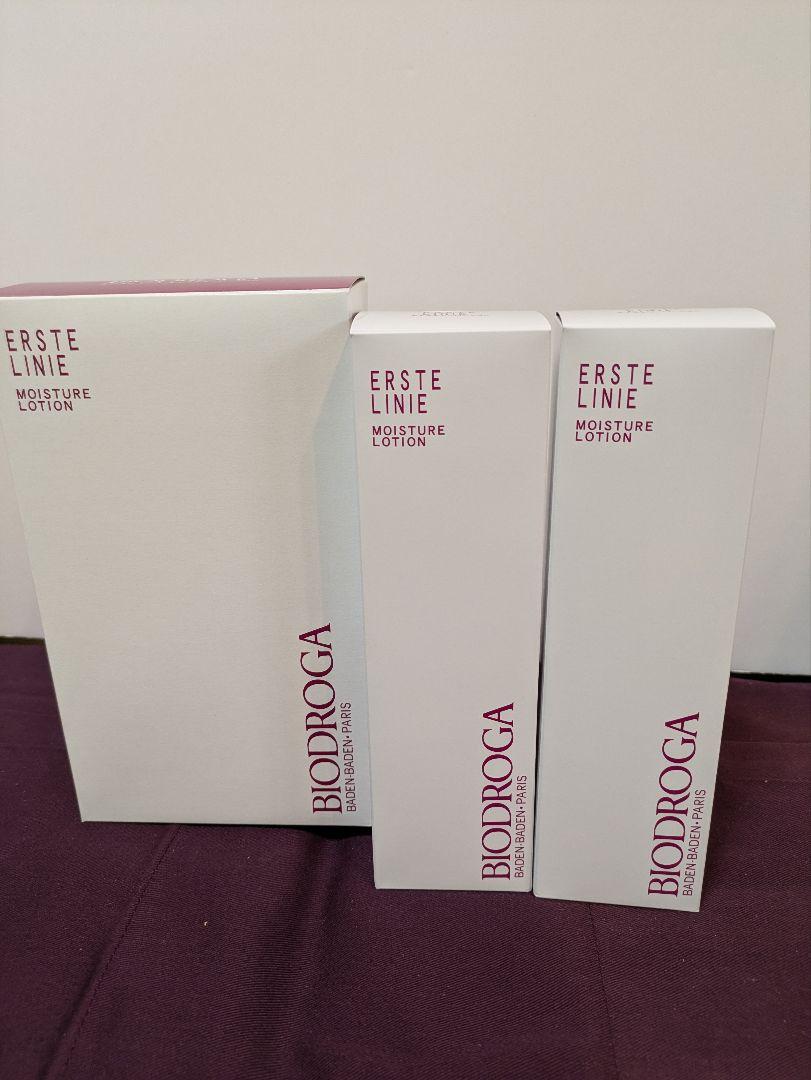 ERSTE
LINIE
MOISTURE
LOTION
BIODROGA
BADEN-BADEN•PARIS
ERSTE
LINIE
MOISTURE
LOTION
BIODROGA
BADEN-BADEN•PARIS
ERSTE
LINIE
MOISTURE
LOTION
BIODROGA
BADEN-BADEN•PARIS